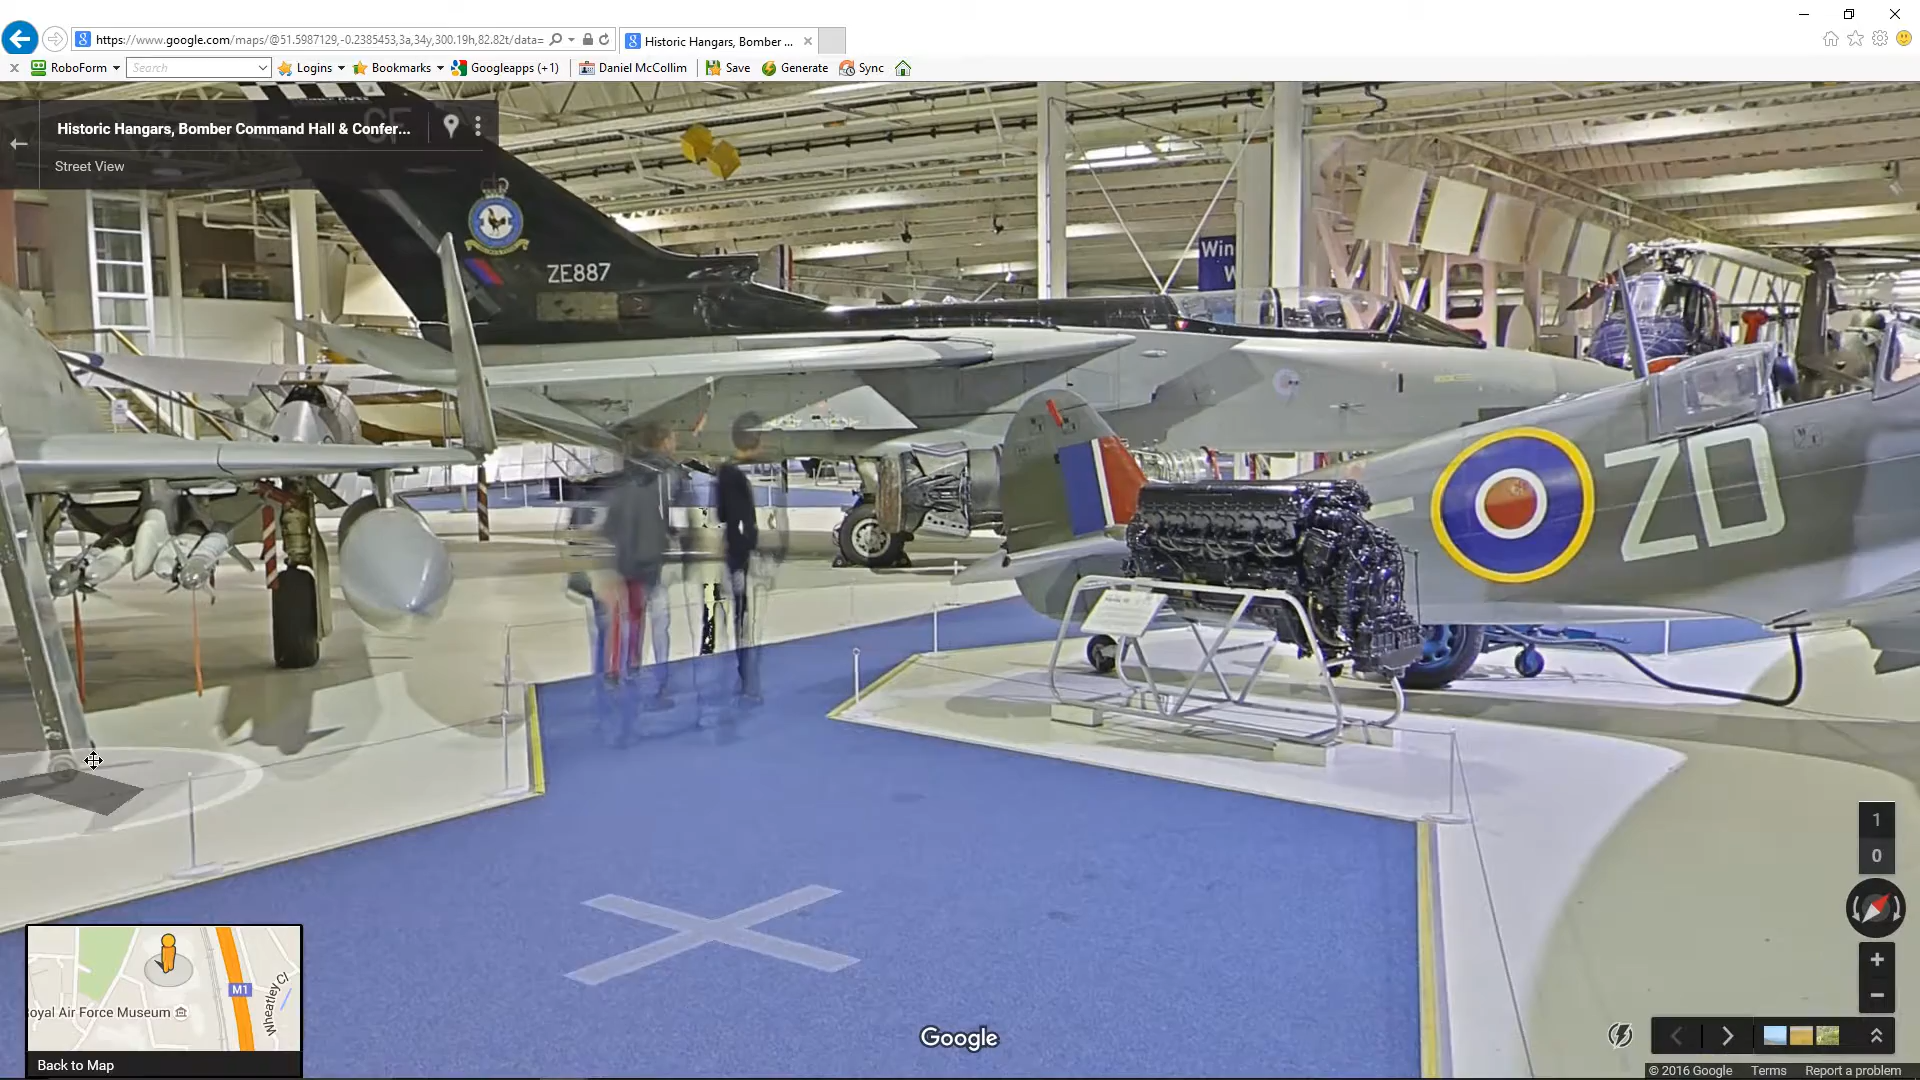 https://www.google.com/maps/@51.5987129,-0.2385453,3a,34y,300.19h,82.82t/data=
Historic Hangars, Bomber ...
RoboForm
Search
Logins
Bookmarks
Googleapps (+1)
Daniel McCollim
Save
Generate
Sync
Historic Hangars, Bomber Command Hall & Confer...
Street View
ZE887
Win
W
ZD
1
0
M1
Wheatley Cl
oyal Air Force Museum
Back to Map
Google
© 2016 Google
Terms
Report a problem